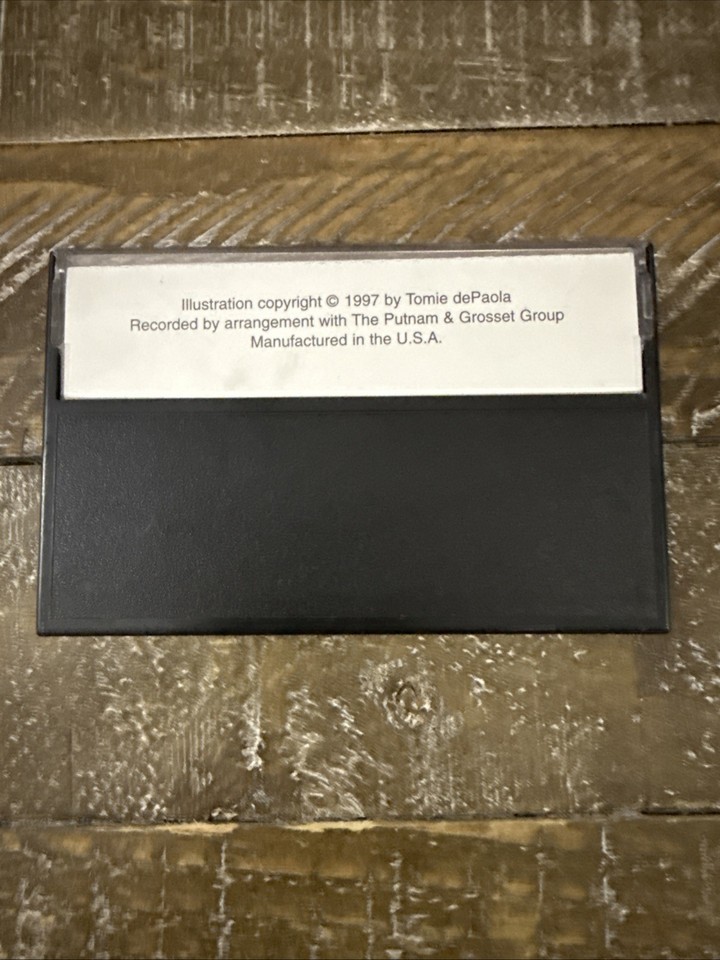 Illustration copyright © 1997 by Tomie dePaola
Recorded by arrangement with The Putnam & Grosset Group
Manufactured in the U.S.A.